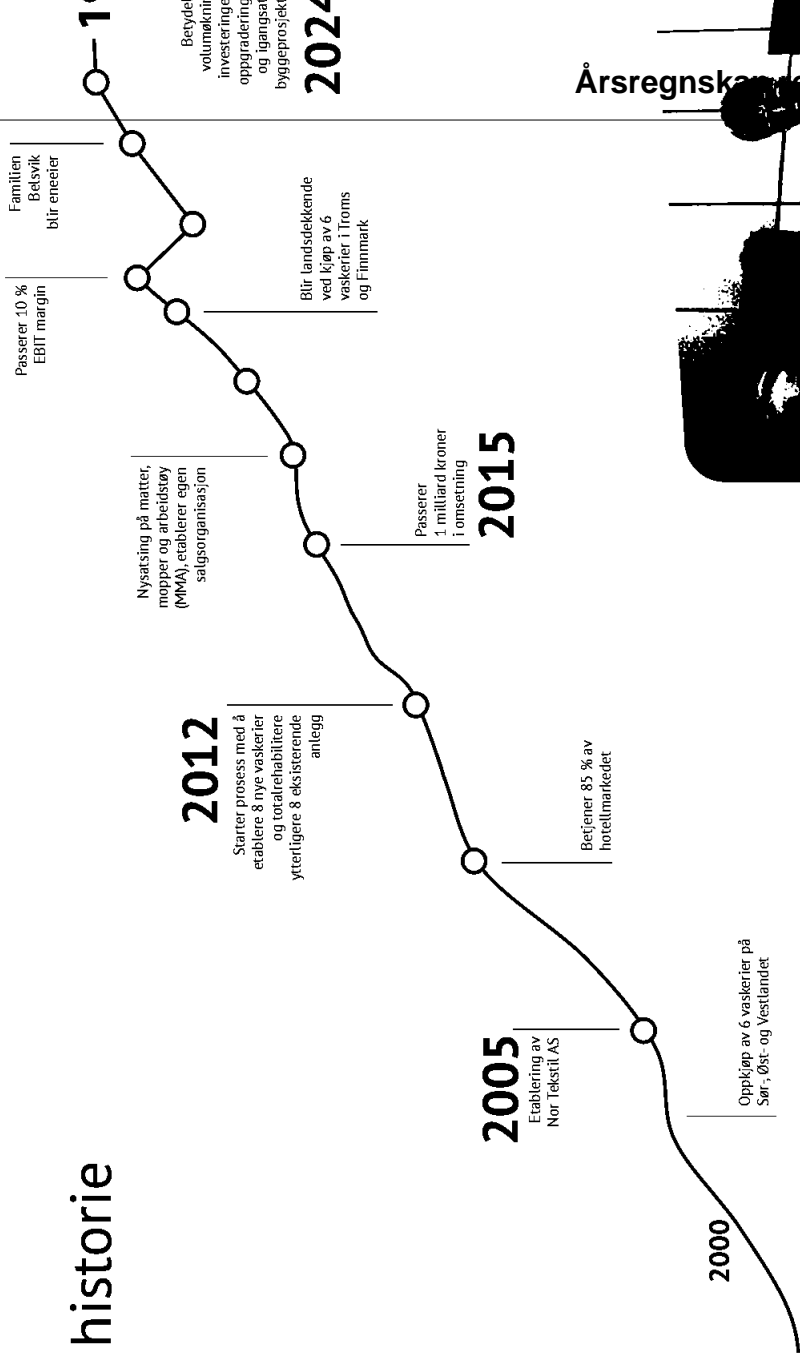 historie
2000
Oppkjøp av 6 vaskerier på
Sør-, Øst- og Vestlandet
2005
Etablering av
Nor Tekstil AS
Betjener 85 % av
hotellmarkedet
2012
Starter prosess med å
etablere 8 nye vaskerier
og totalrehabilitere
ytterligere 8 eksisterende
anlegg
Passerer
1 milliard kroner
i omsetning
2015
Nysatsing på matter,
mopper og arbeidstøy
(MMA), etablerer egen
salgsorganisasjon
Blir landsdekkende
ved kjøp av 6
vaskerier i Troms
og Finnmark
Passerer 10 %
EBIT margin
Familien
Belsvik
blir eneeier
2024
Årsregnska